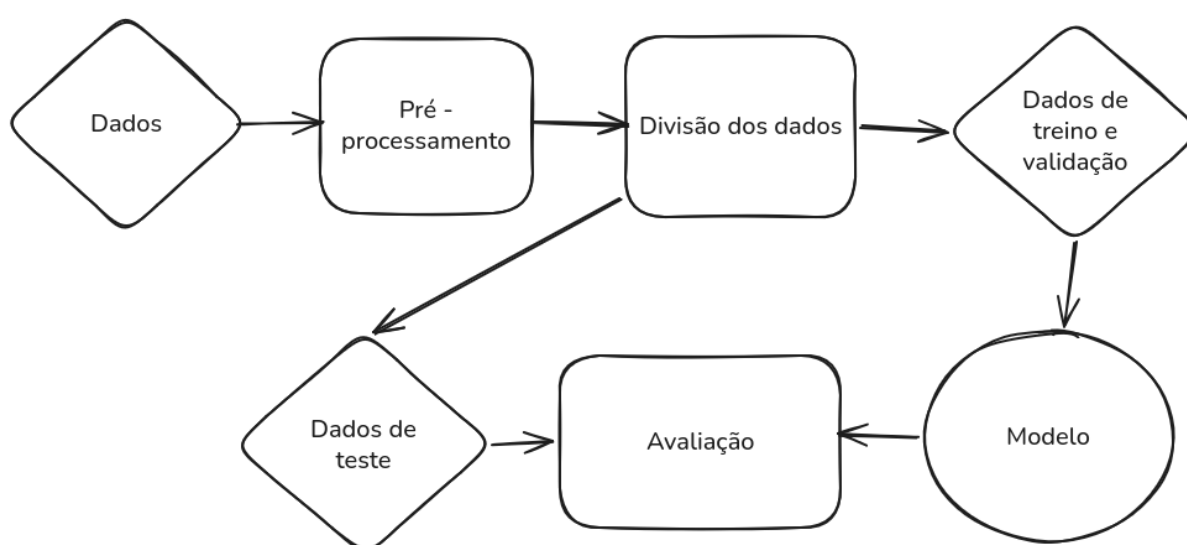 Dados
Pré -
processamento
Divisão dos dados
Dados de
treino e
validação
Dados de
teste
Avaliação
Modelo